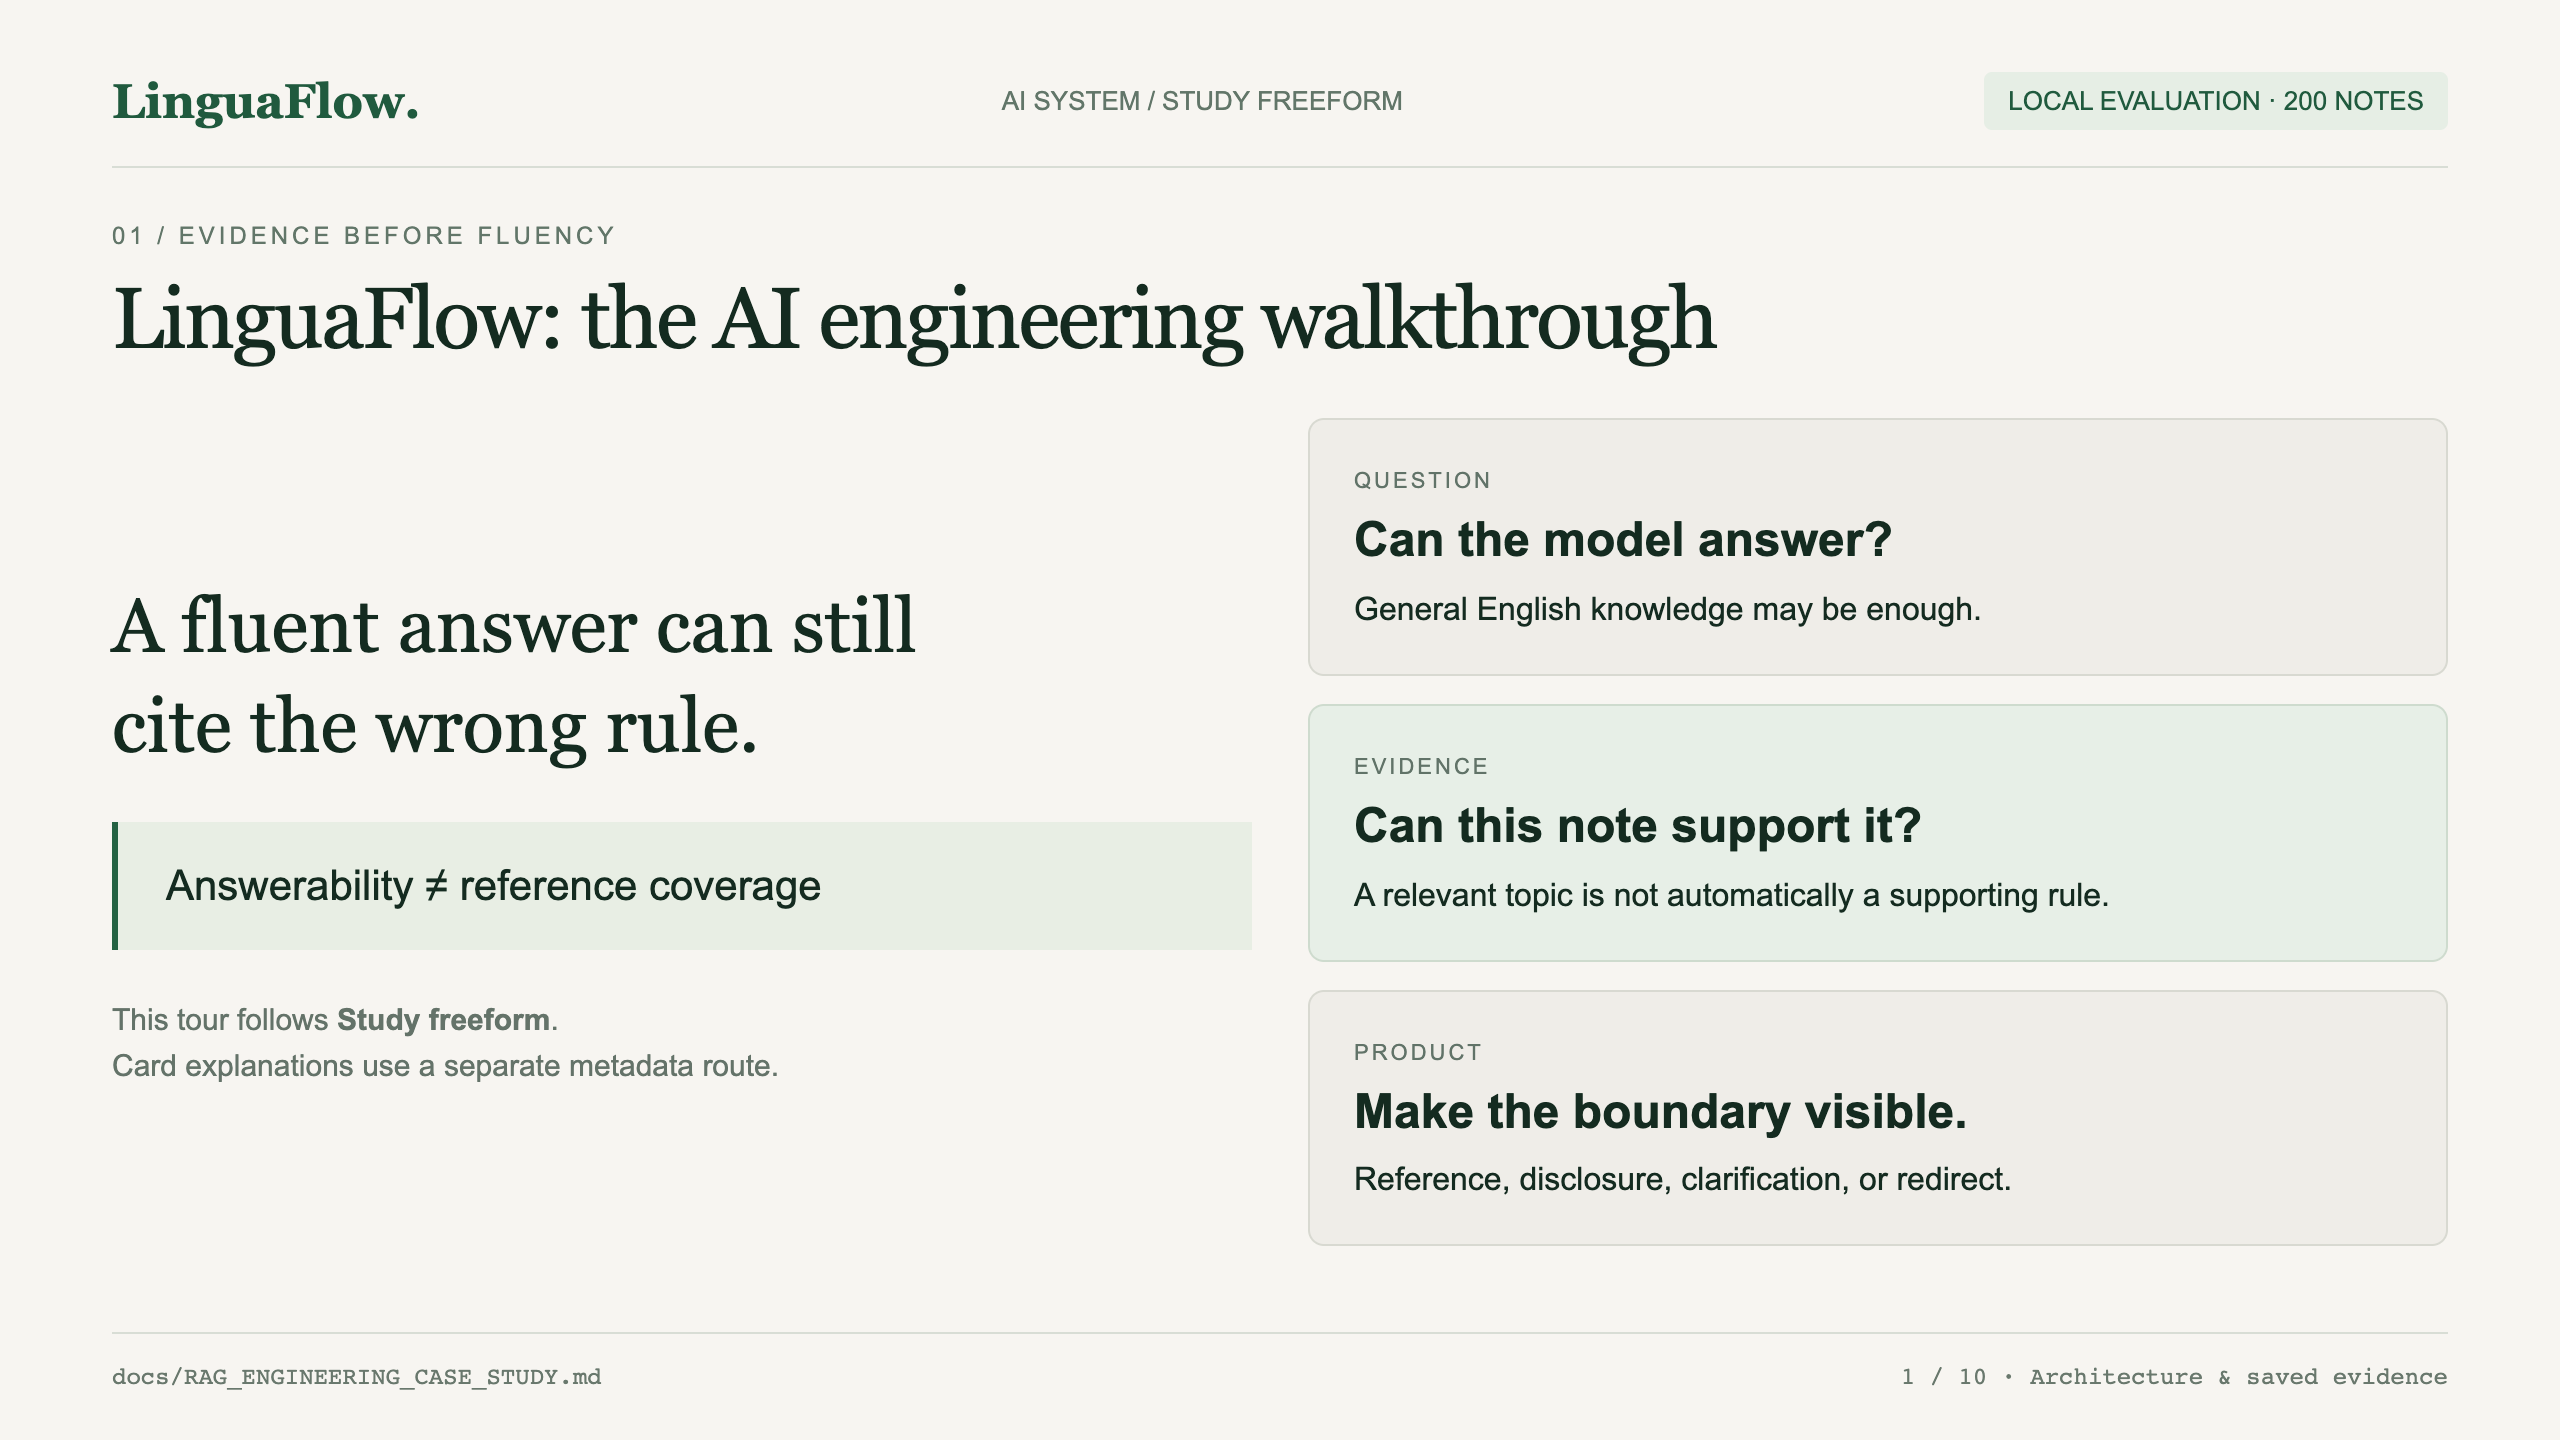 LinguaFlow.
AI SYSTEM / STUDY FREEFORM
LOCAL EVALUATION · 200 NOTES
01 / EVIDENCE BEFORE FLUENCY
LinguaFlow: the AI engineering walkthrough
A fluent answer can still
cite the wrong rule.
Answerability ≠ reference coverage
This tour follows Study freeform.
Card explanations use a separate metadata route.
QUESTION
Can the model answer?
General English knowledge may be enough.
EVIDENCE
Can this note support it?
A relevant topic is not automatically a supporting rule.
PRODUCT
Make the boundary visible.
Reference, disclosure, clarification, or redirect.
docs/RAG_ENGINEERING_CASE_STUDY.md
1 / 10 · Architecture & saved evidence